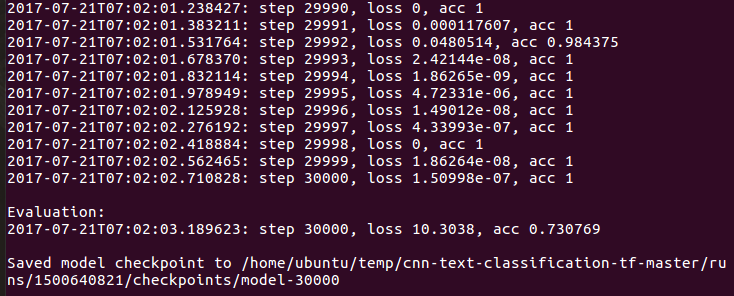 2017-07-21T07:02:01.238427: step 29990, loss 0, acc 1
2017-07-21T07:02:01.383211: step 29991, loss 0.000117607, acc 1
2017-07-21T07:02:01.531764: step 29992, loss 0.0480514, acc 0.984375
2017-07-21T07:02:01.678370: step 29993, loss 2.42144e-08, acc 1
2017-07-21T07:02:01.832114: step 29994, loss 1.86265e-09, acc 1
2017-07-21T07:02:01.978949: step 29995, loss 4.72331e-06, acc 1
2017-07-21T07:02:02.125928: step 29996, loss 1.49012e-08, acc 1
2017-07-21T07:02:02.276192: step 29997, loss 4.33993e-07, acc 1
2017-07-21T07:02:02.418884: step 29998, loss 0, acc 1
2017-07-21T07:02:02.562465: step 29999, loss 1.86264e-08, acc 1
2017-07-21T07:02:02.710828: step 30000, loss 1.50998e-07, acc 1
Evaluation:
2017-07-21T07:02:03.189623: step 30000, loss 10.3038, acc 0.730769
Saved model checkpoint to /home/ubuntu/temp/cnn-text-classification-tf-master/ru
ns/1500640821/checkpoints/model-30000